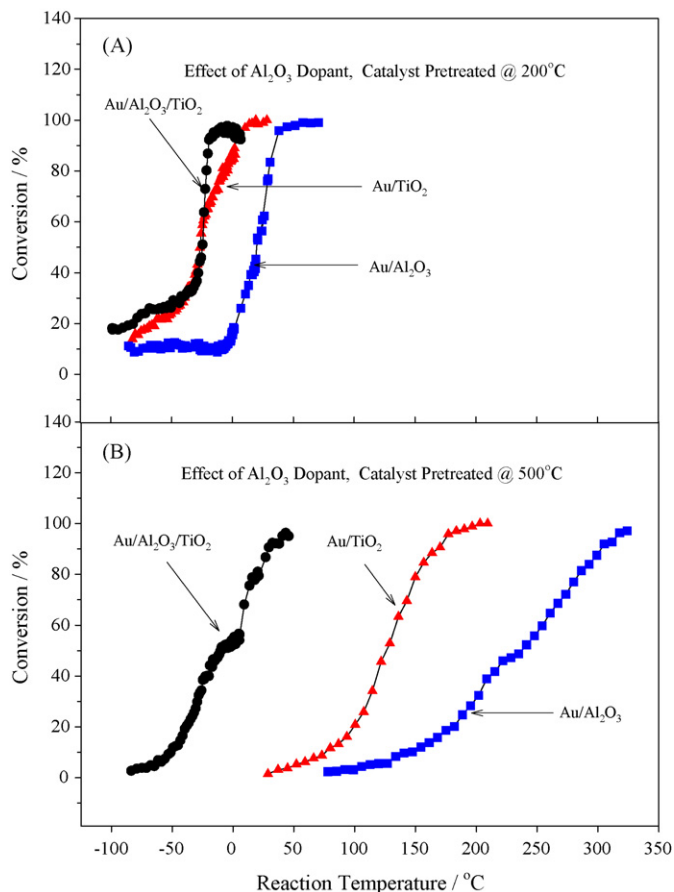 140
(A)
120
Effect of Al₂O₃ Dopant, Catalyst Pretreated @ 200°C
Au/Al₂O₃/TiO₂
100
80
Au/TiO₂
60
Au/Al₂O₃
40
20
0
Conversion / %
140
(B)
120
Effect of Al₂O₃ Dopant, Catalyst Pretreated @ 500°C
Au/Al₂O₃/TiO₂
Au/TiO₂
100
80
60
40
Au/Al₂O₃
20
0
Conversion / %
-100 -50 0 50 100 150 200 250 300 350
Reaction Temperature / °C